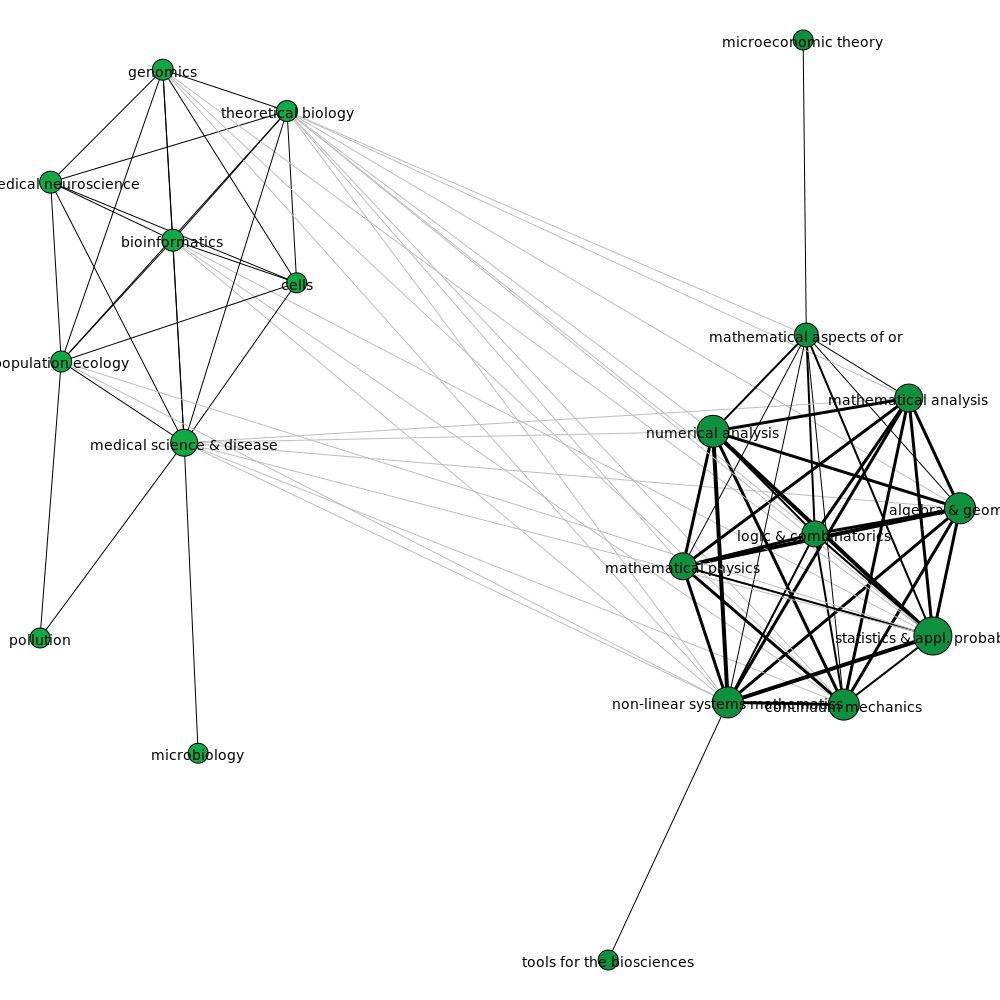 microeconomic theory
genomics
theoretical biology
edical neuroscience
bioinformatics
cells
mathematical aspects of or
population ecology
mathematical analysis
numerical analysis
medical science & disease
algebra & geom
logic & combinatorics
mathematical physics
pollution
statistics & appl. probab
non-linear systems mathematics
continuum mechanics
microbiology
tools for the biosciences